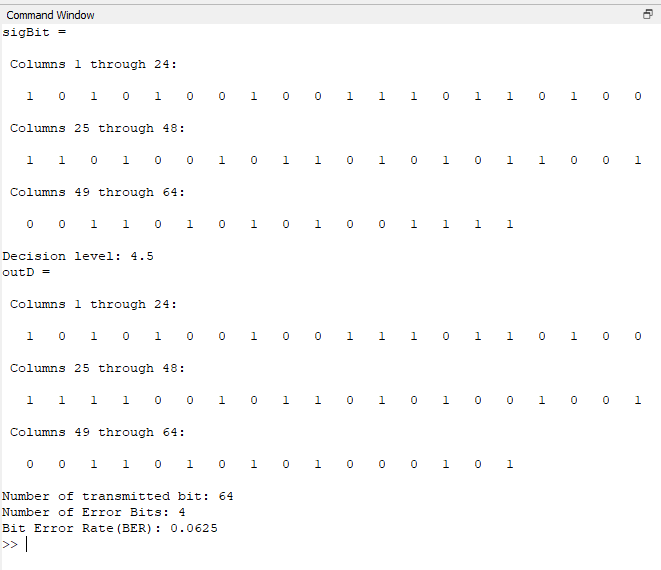 Command Window
sigBit =
Columns 1 through 24:
1 0 1 0 1 0 0 1 0 0 1 1 1 0 1 1 0 1 0 0
Columns 25 through 48:
1 1 0 1 0 0 1 0 1 1 0 1 0 1 0 1 1 0 0 1
Columns 49 through 64:
0 0 1 1 0 1 0 1 0 1 0 0 1 1 1 1
Decision level: 4.5
outD =
Columns 1 through 24:
1 0 1 0 1 0 0 1 0 0 1 1 1 0 1 1 0 1 0 0
Columns 25 through 48:
1 1 1 1 0 0 1 0 1 1 0 1 0 1 0 0 1 0 0 1
Columns 49 through 64:
0 0 1 1 0 1 0 1 0 1 0 0 0 1 0 1
Number of transmitted bit: 64
Number of Error Bits: 4
Bit Error Rate(BER): 0.0625
>>